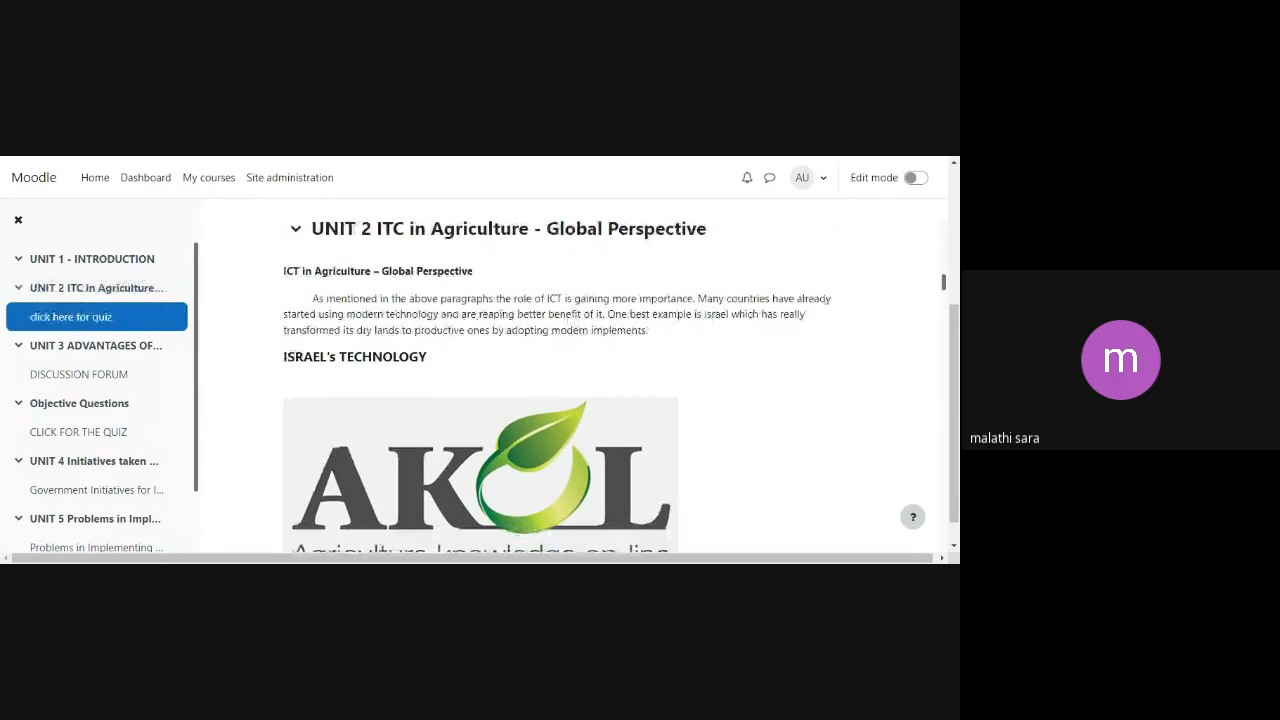 Moodle Home Dashboard My courses Site administration AU Edit mode
UNIT 1 - INTRODUCTION
UNIT 2 ITC in Agriculture...
click here for quiz
UNIT 3 ADVANTAGES OF...
DISCUSSION FORUM
Objective Questions
CLICK FOR THE QUIZ
UNIT 4 Initiatives taken ...
Government Initiatives for I...
UNIT 5 Problems in Impl...
Problems in Implementing ...
UNIT 2 ITC in Agriculture - Global Perspective
ICT in Agriculture – Global Perspective
As mentioned in the above paragraphs the role of ICT is gaining more importance. Many countries have already
started using modern technology and are reaping better benefit of it. One best example is Israel which has really
transformed its dry lands to productive ones by adopting modern implements.
ISRAEL's TECHNOLOGY
AKOL
Agriculture knowledge on line
?
m
malathi sara